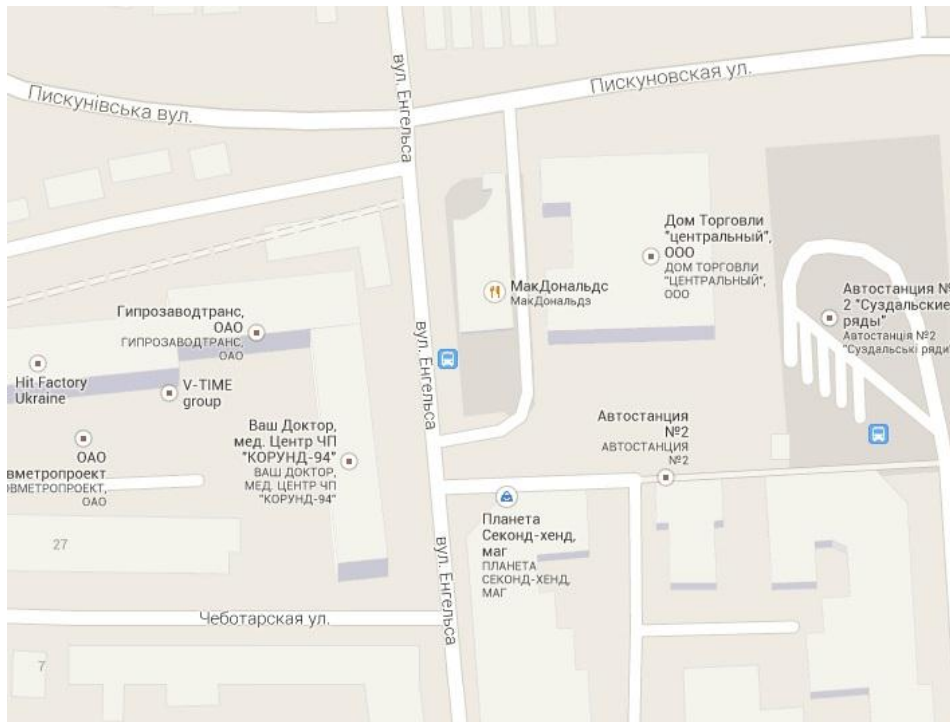 Пискунівська вул.
вул. Енгельса
Пискуновская ул.
Дом Торговли
"центральный",
ООО
ДОМ ТОРГОВЛИ
"ЦЕНТРАЛЬНЫЙ",
ООО
МакДональдс
МакДональдз
Автостанция №
2 "Суздальские
ряды"
Автостанція №2
"Суздальські ряди"
Гипрозаводтранс,
ОАО
ГИПРОЗАВОДТРАНС,
ОАО
вул. Енгельса
Hit Factory
Ukraine
V-TIME
group
Ваш Доктор,
мед. Центр ЧП
"КОРУНД-94"
ВАШ ДОКТОР,
МЕД. ЦЕНТР ЧП
"КОРУНД-94"
Автостанция
№2
АВТОСТАНЦИЯ
№2
ОАО
вметропроект
ОВМЕТРОПРОЕКТ,
ОАО
Планета
Секонд-хенд,
маг
ПЛАНЕТА
СЕКОНД-ХЕНД,
МАГ
27
вул. Енгельса
Чеботарская ул.
7